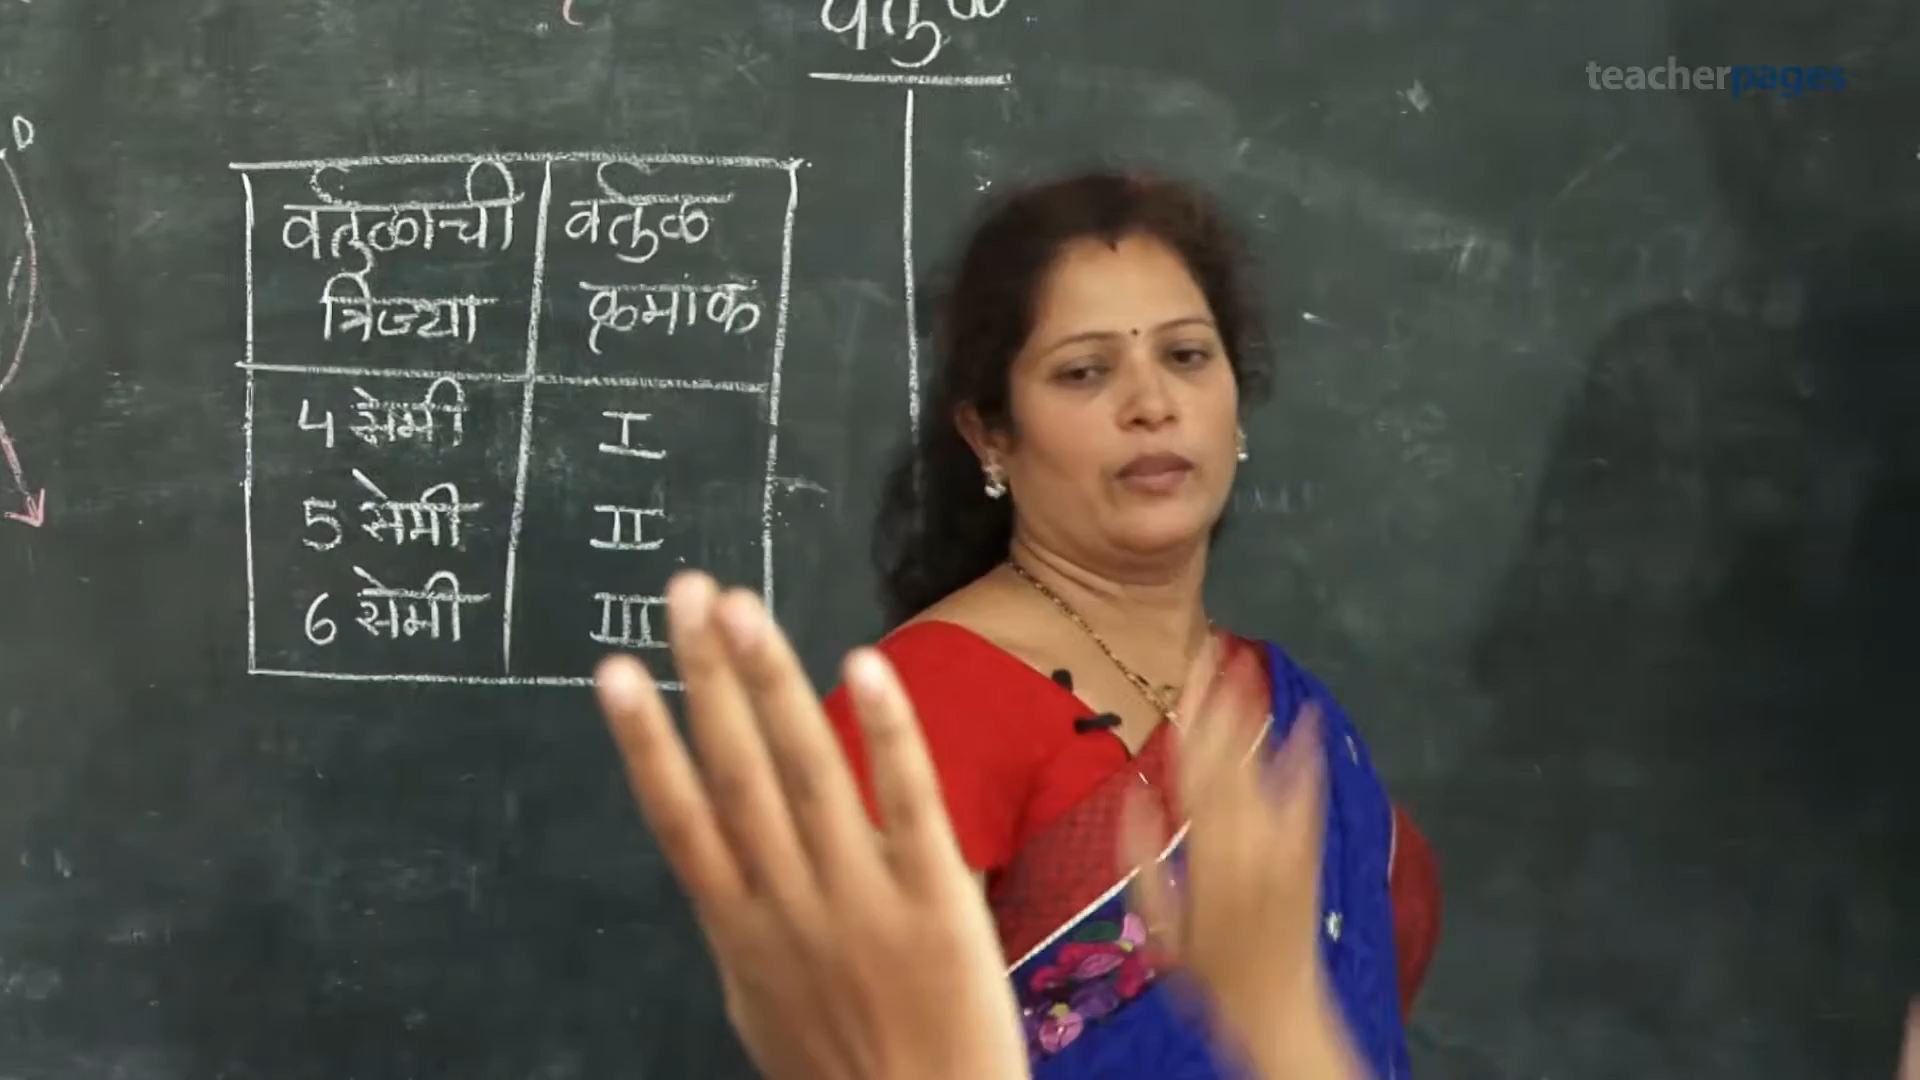 वर्तुळ
teacherpages
D
वर्तुळाची
त्रिज्या
वर्तुळ
क्रमांक
4 सेमी I
5 सेमी II
6 सेमी III